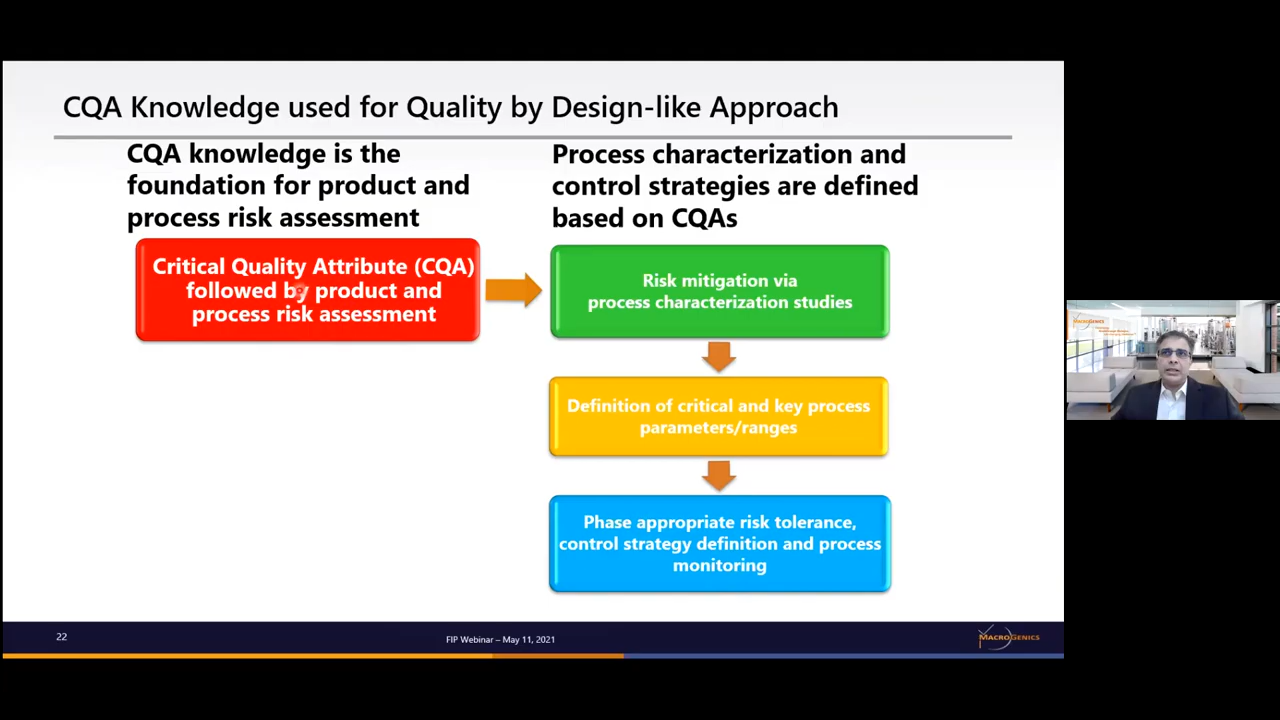 CQA Knowledge used for Quality by Design-like Approach
CQA knowledge is the
foundation for product and
process risk assessment
Critical Quality Attribute (CQA)
followed by product and
process risk assessment
Process characterization and
control strategies are defined
based on CQAs
Risk mitigation via
process characterization studies
Definition of critical and key process
parameters/ranges
Phase appropriate risk tolerance,
control strategy definition and process
monitoring
22
FIP Webinar – May 11, 2021
MACROGENICS
MACROGENICS